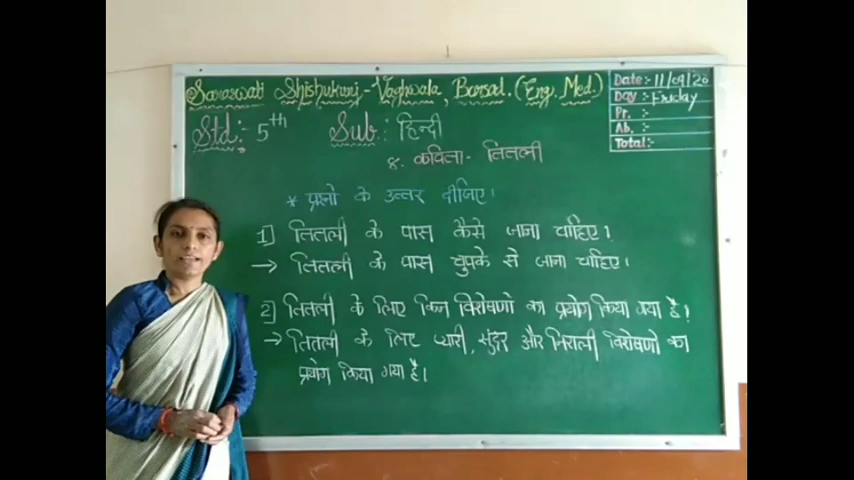 Saraswati Shishukunj - Vaghwala, Borsad. (Eng. Med.)
Date:- 11/09/20
Day :- Friday
Pr. :-
Ab. :-
Total:-
Std:- 5th Sub.: हिन्दी
8. कविता - तितली
* प्रश्नो के उत्तर दीजिए।
1] तितली के पास कैसे जाना चाहिए।
→ तितली के पास चुपके से जाना चाहिए।
2] तितली के लिए किन विशेषणो का प्रयोग किया गया है।
→ तितली के लिए प्यारी, सुंदर और निराली विशेषणो का
प्रयोग किया गया है।